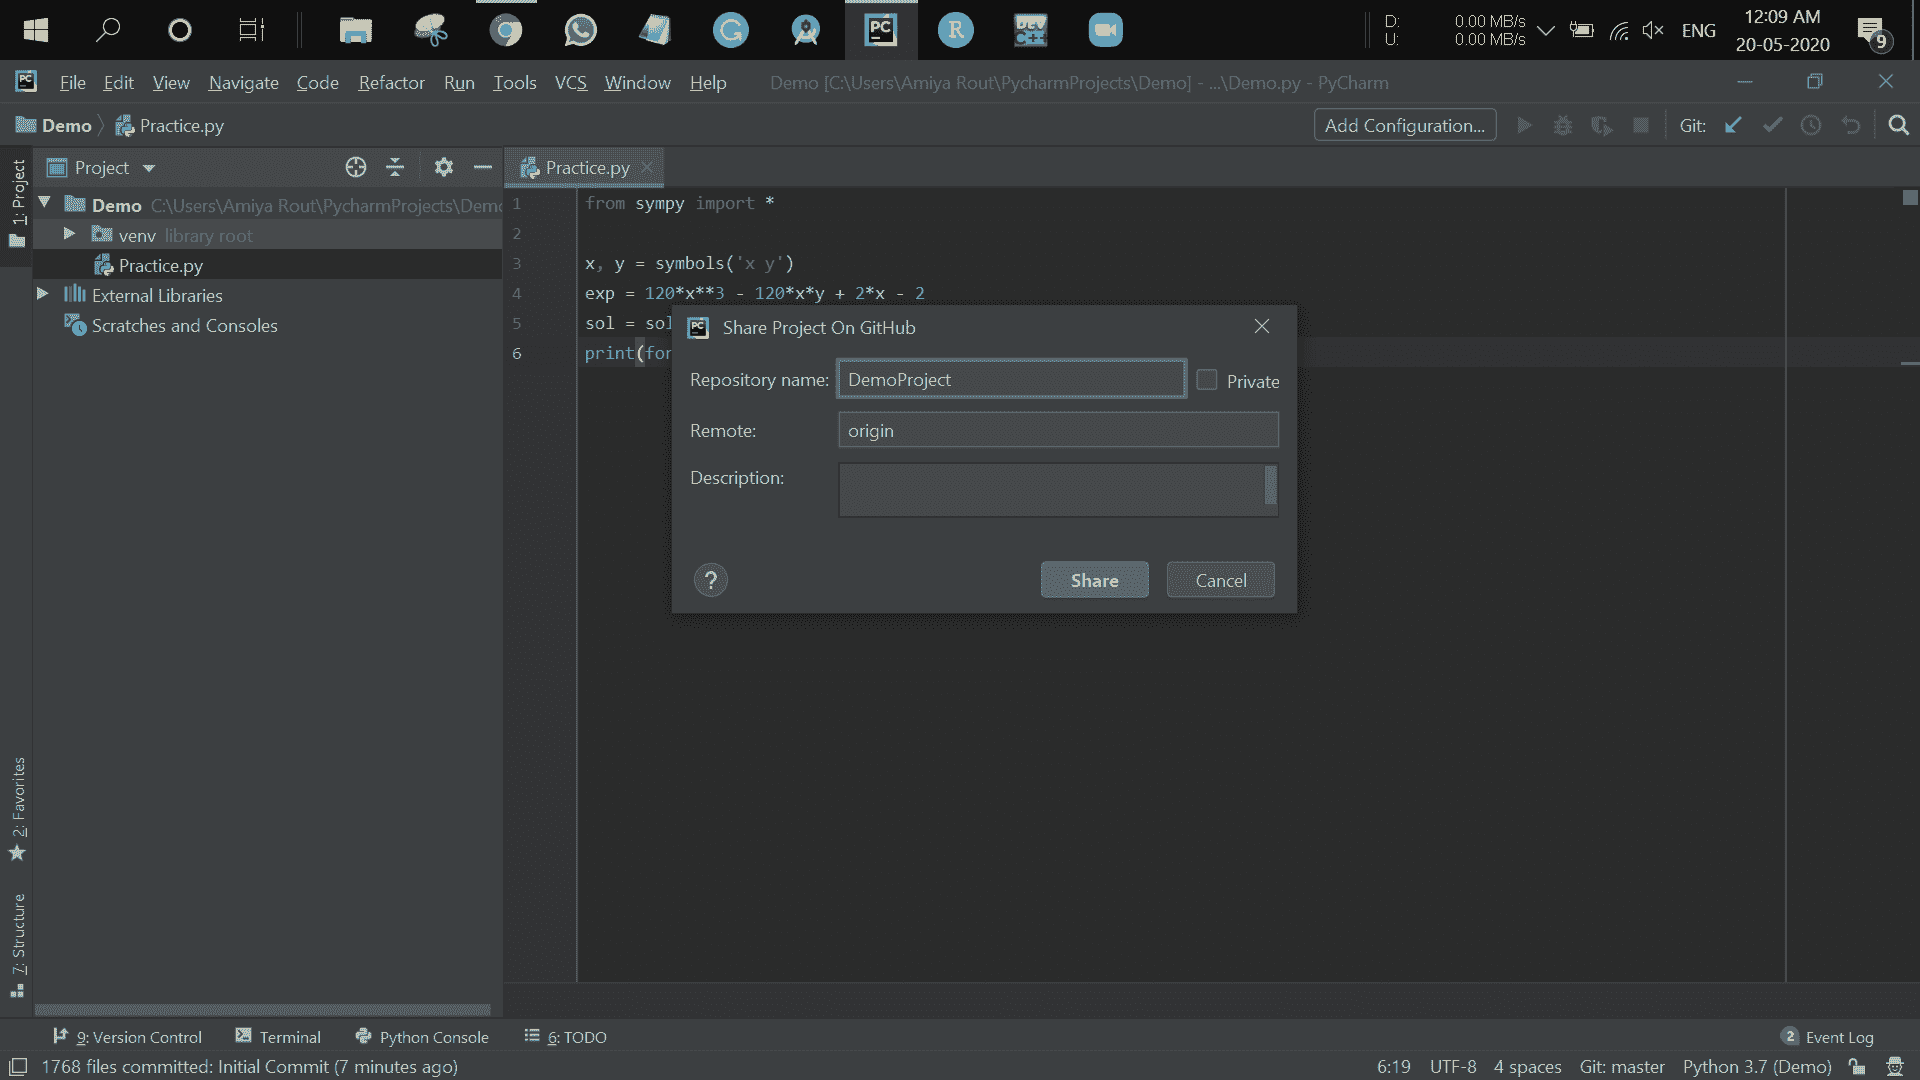 D: 0.00 MB/s
U: 0.00 MB/s
ENG
12:09 AM
20-05-2020
9
File Edit View Navigate Code Refactor Run Tools VCS Window Help
Demo [C:\Users\Amiya Rout\PycharmProjects\Demo] - ...\Demo.py - PyCharm
Demo
Practice.py
Add Configuration...
Git:
1: Project
Project
Practice.py
Demo C:\Users\Amiya Rout\PycharmProjects\Demo
venv library root
Practice.py
External Libraries
Scratches and Consoles
1 from sympy import *
2
3 x, y = symbols('x y')
4 exp = 120*x**3 - 120*x*y + 2*x - 2
5 sol = sol
6 print(for
Share Project On GitHub
Repository name: DemoProject Private
Remote: origin
Description:
?
Share
Cancel
2: Favorites
7: Structure
9: Version Control
Terminal
Python Console
6: TODO
2 Event Log
1768 files committed: Initial Commit (7 minutes ago)
6:19 UTF-8 4 spaces Git: master Python 3.7 (Demo)